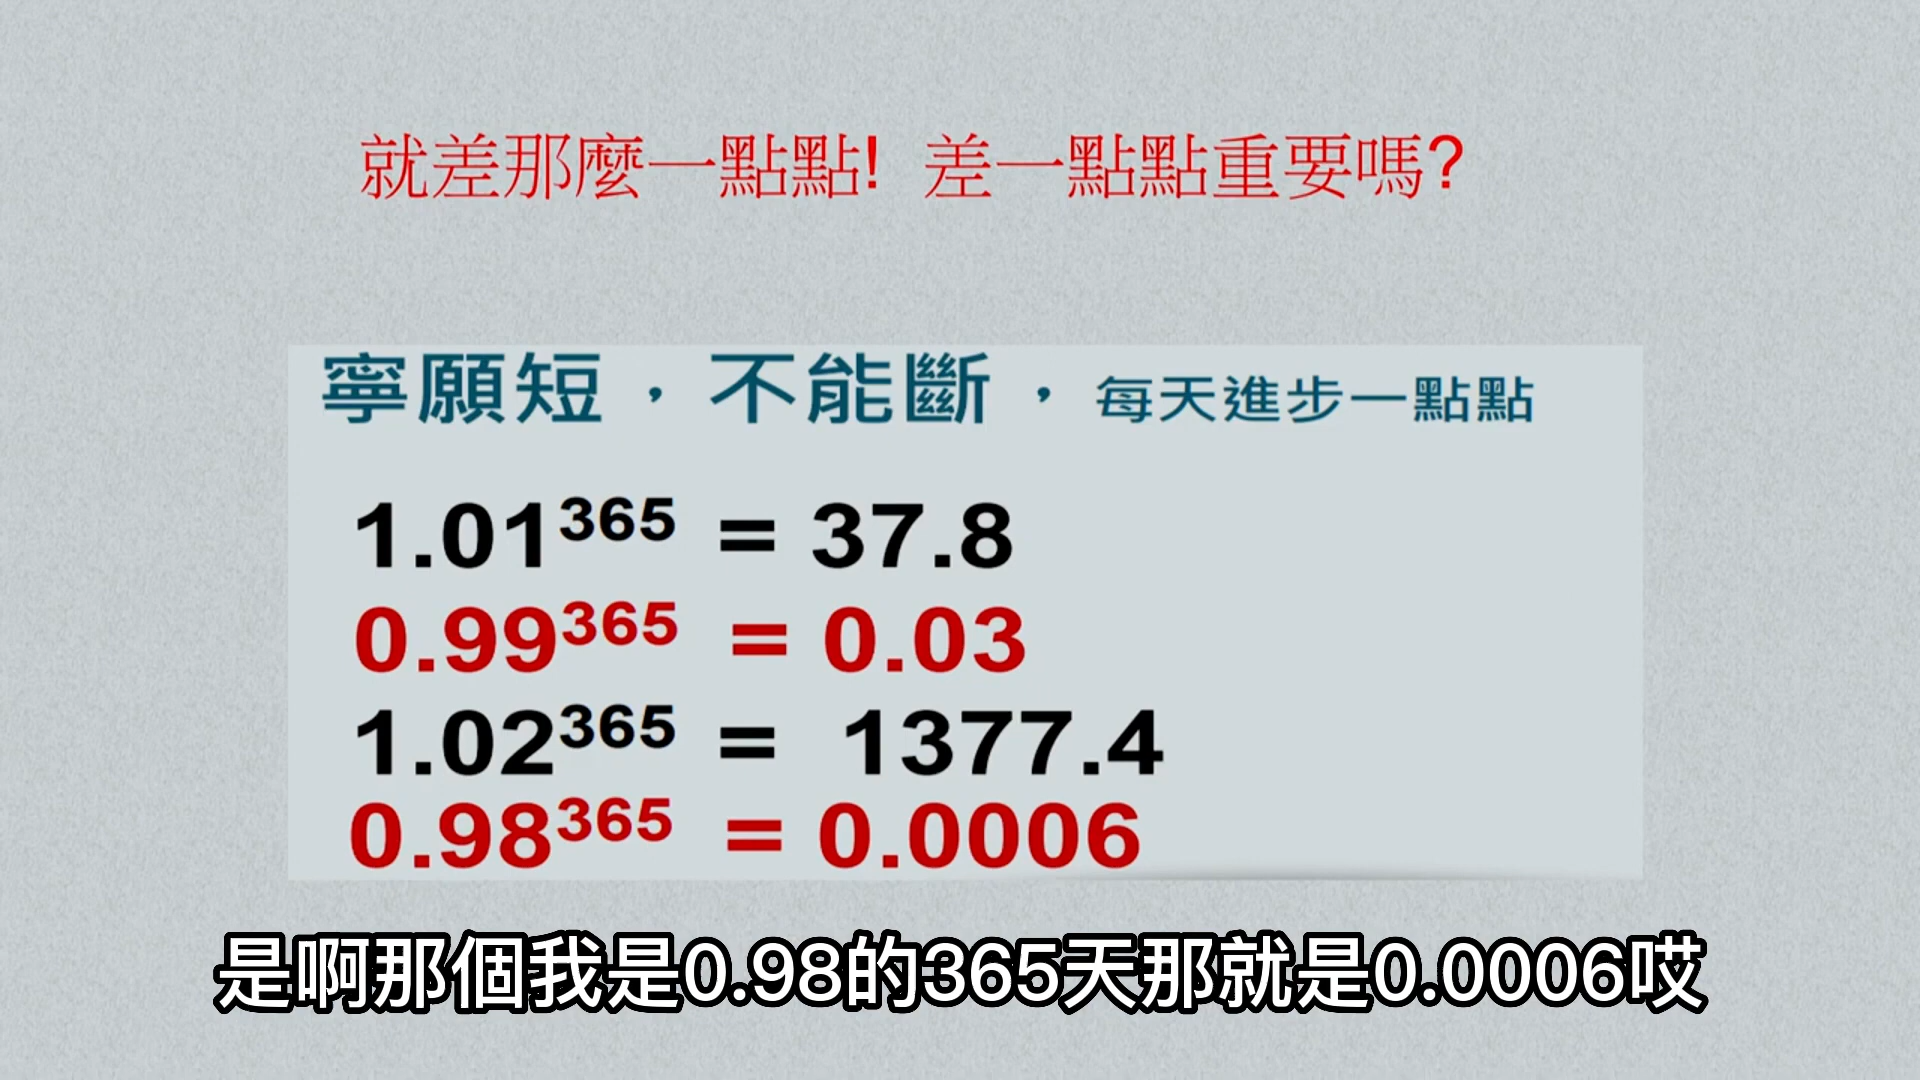 就差那麼一點點! 差一點點重要嗎?
寧願短，不能斷，每天進步一點點
1.01³⁶⁵ = 37.8
0.99³⁶⁵ = 0.03
1.02³⁶⁵ = 1377.4
0.98³⁶⁵ = 0.0006
是啊那個我是0.98的365天那就是0.0006哎